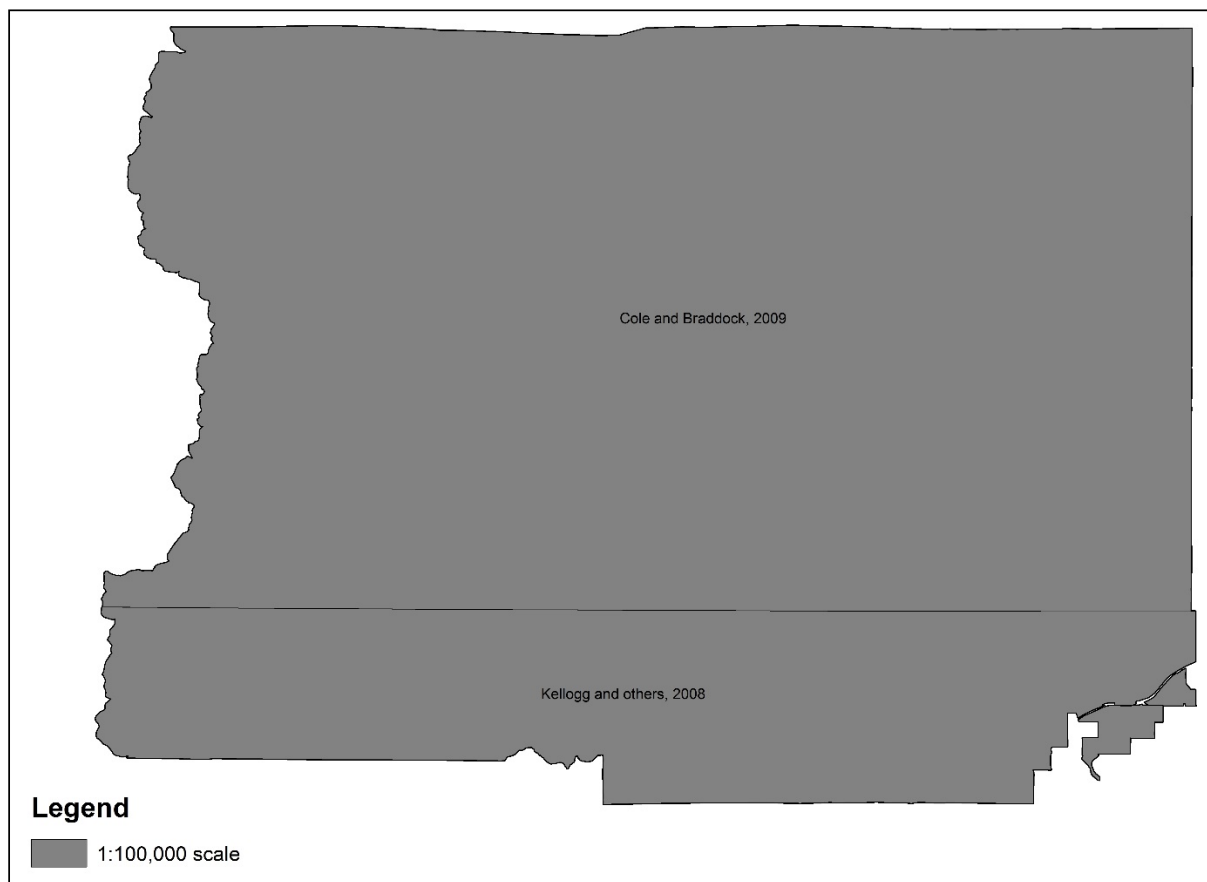 Cole and Braddock, 2009
Kellogg and others, 2008
Legend
1:100,000 scale